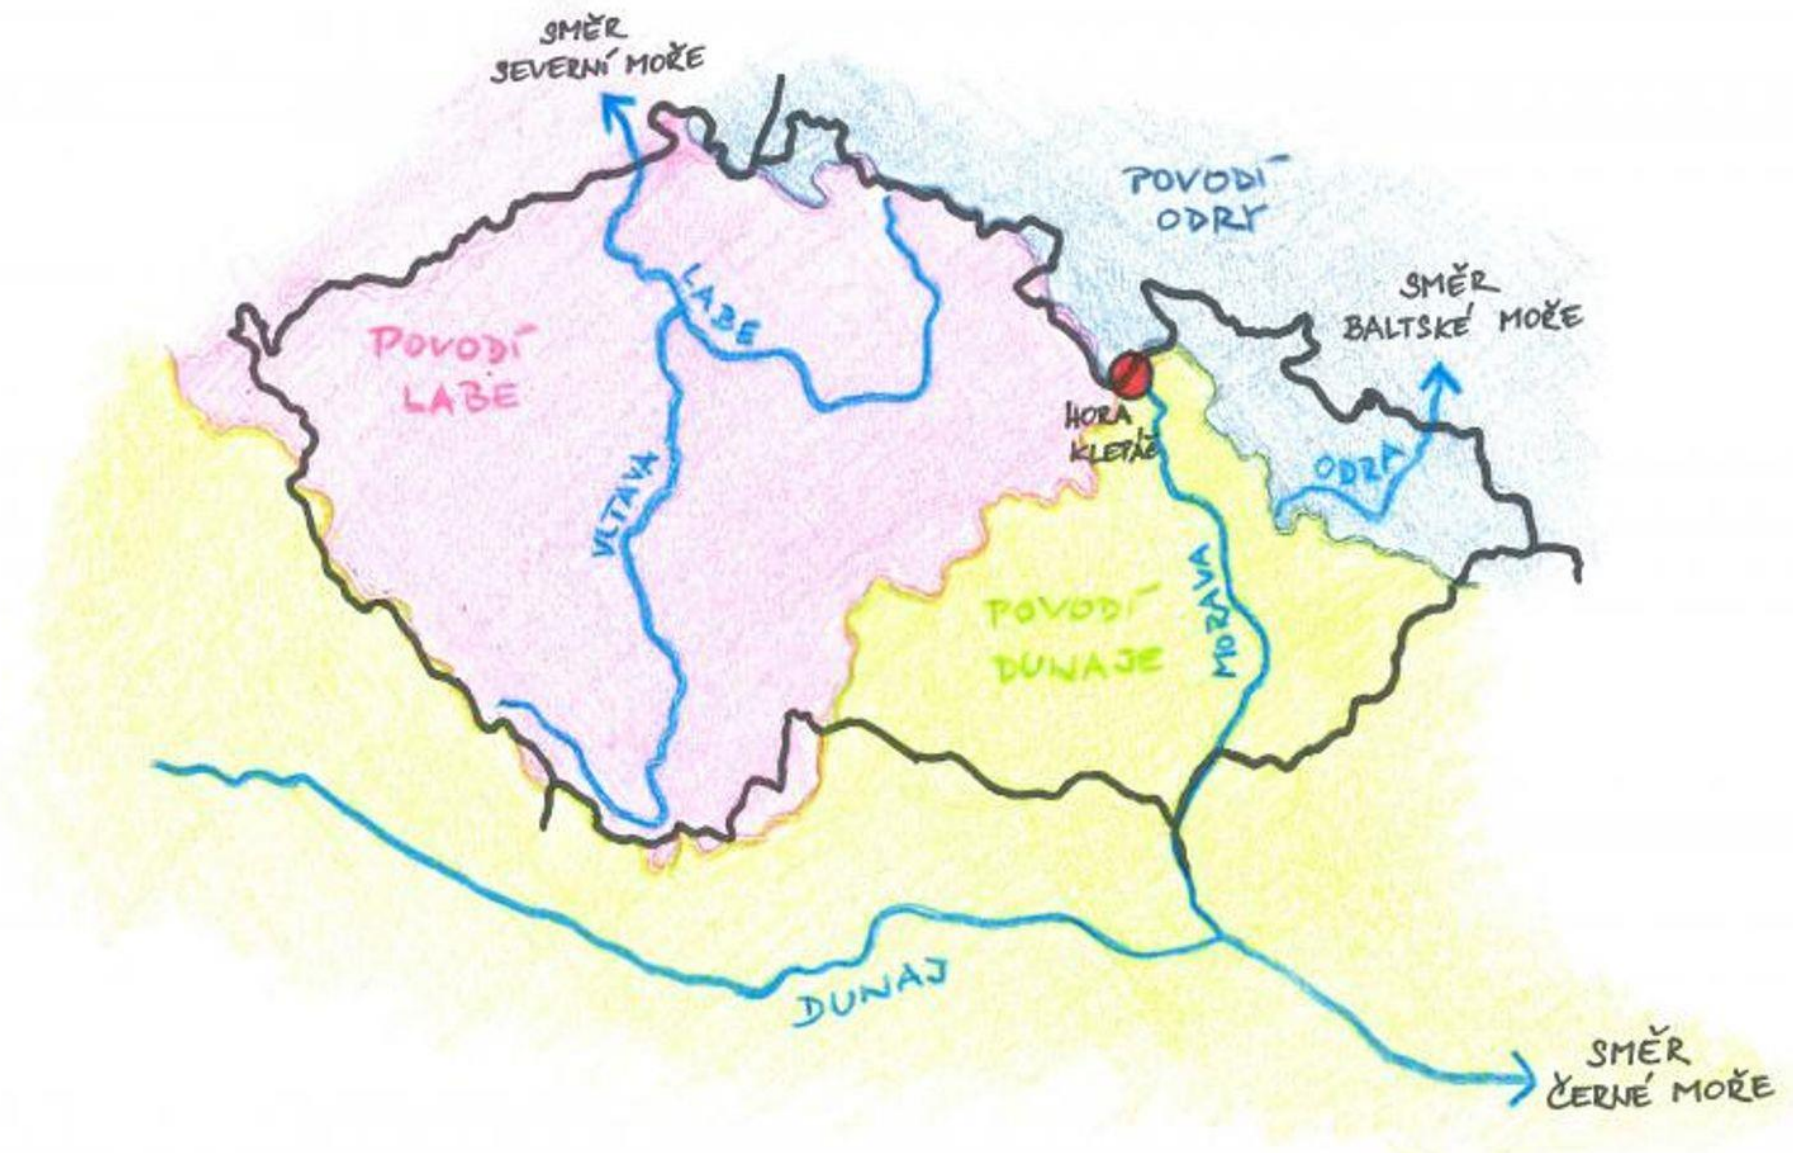 SMĚR
SEVERNÍ MOŘE
POVODÍ
ODRY
SMĚR
BALTSKÉ MOŘE
LABE
POVODÍ
LABE
HORA
KLEPÁČ
ODRA
VLTAVA
MORAVA
POVODÍ
DUNAJE
DUNAJ
SMĚR
ČERNÉ MOŘE